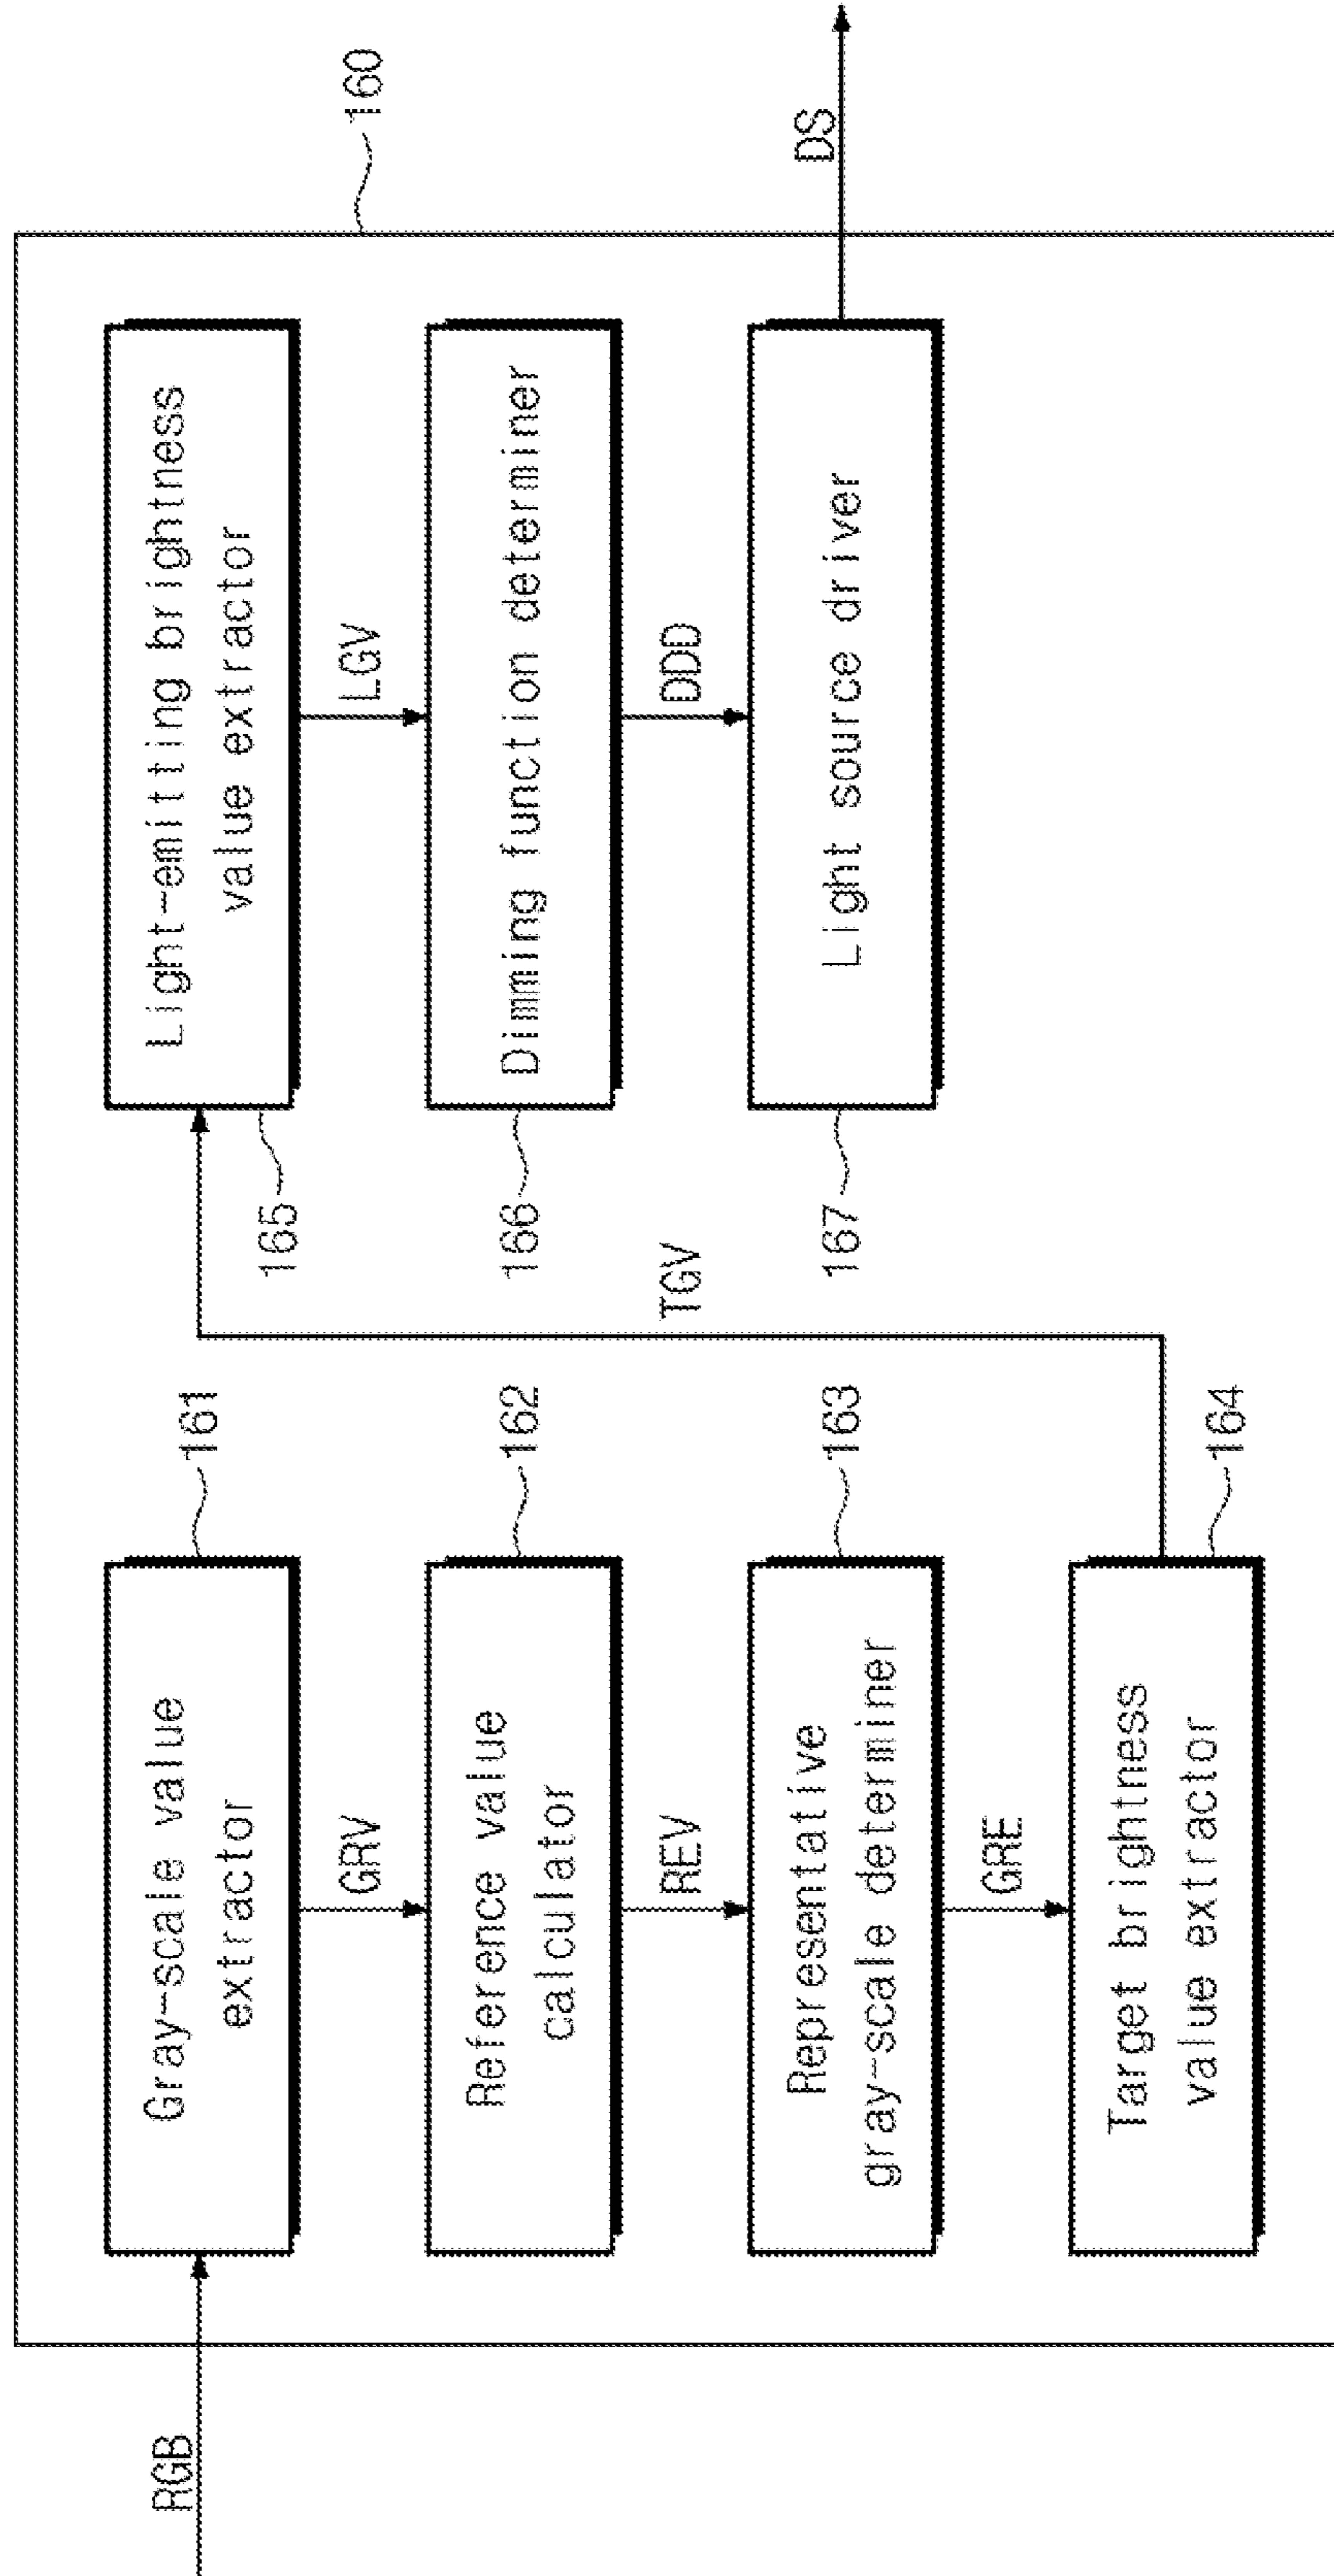 160
RGB
Gray-scale value
extractor
161
GRV
Reference value
calculator
162
REV
Representative
gray-scale determiner
163
GRE
Target brightness
value extractor
164
TGV
Light-emitting brightness
value extractor
165
LGV
Dimming function determiner
166
DDD
Light source driver
167
DS